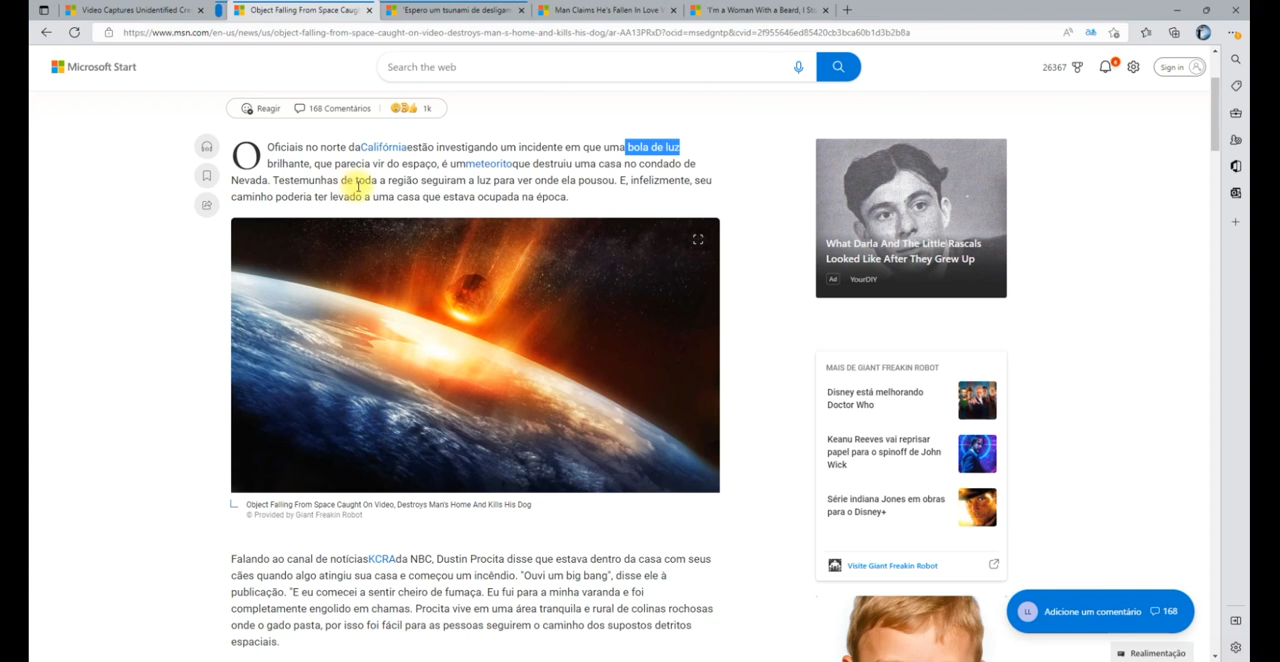 Video Captures Unidentified Cre
Object Falling From Space Caug
'Espero um tsunami de desligam
Man Claims He's Fallen In Love
'I'm a Woman With a Beard, I St
https://www.msn.com/en-us/news/us/object-falling-from-space-caught-on-video-destroys-man-s-home-and-kills-his-dog/ar-AA13PRxD?ocid=msedgntp&cvid=2f955646ed85420cb3bca60b1d3b2b8a
Microsoft Start
Search the web
26367
Sign in
Reagir
168 Comentários
1k
O Oficiais no norte daCalifórniaestão investigando um incidente em que uma bola de luz
brilhante, que parecia vir do espaço, é ummeteoritoque destruiu uma casa no condado de
Nevada. Testemunhas de toda a região seguiram a luz para ver onde ela pousou. E, infelizmente, seu
caminho poderia ter levado a uma casa que estava ocupada na época.
Object Falling From Space Caught On Video, Destroys Man's Home And Kills His Dog
© Provided by Giant Freakin Robot
Falando ao canal de notíciasKCRAda NBC, Dustin Procita disse que estava dentro da casa com seus
cães quando algo atingiu sua casa e começou um incêndio. "Ouvi um big bang", disse ele à
publicação. "E eu comecei a sentir cheiro de fumaça. Eu fui para a minha varanda e foi
completamente engolido em chamas. Procita vive em uma área tranquila e rural de colinas rochosas
onde o gado pasta, por isso foi fácil para as pessoas seguirem o caminho dos supostos detritos
espaciais.
What Darla And The Little Rascals
Looked Like After They Grew Up
Ad YourDIY
MAIS DE GIANT FREAKIN ROBOT
Disney está melhorando
Doctor Who
Keanu Reeves vai reprisar
papel para o spinoff de John
Wick
Série indiana Jones em obras
para o Disney+
Visite Giant Freakin Robot
LL Adicione um comentário 168
Realimentação